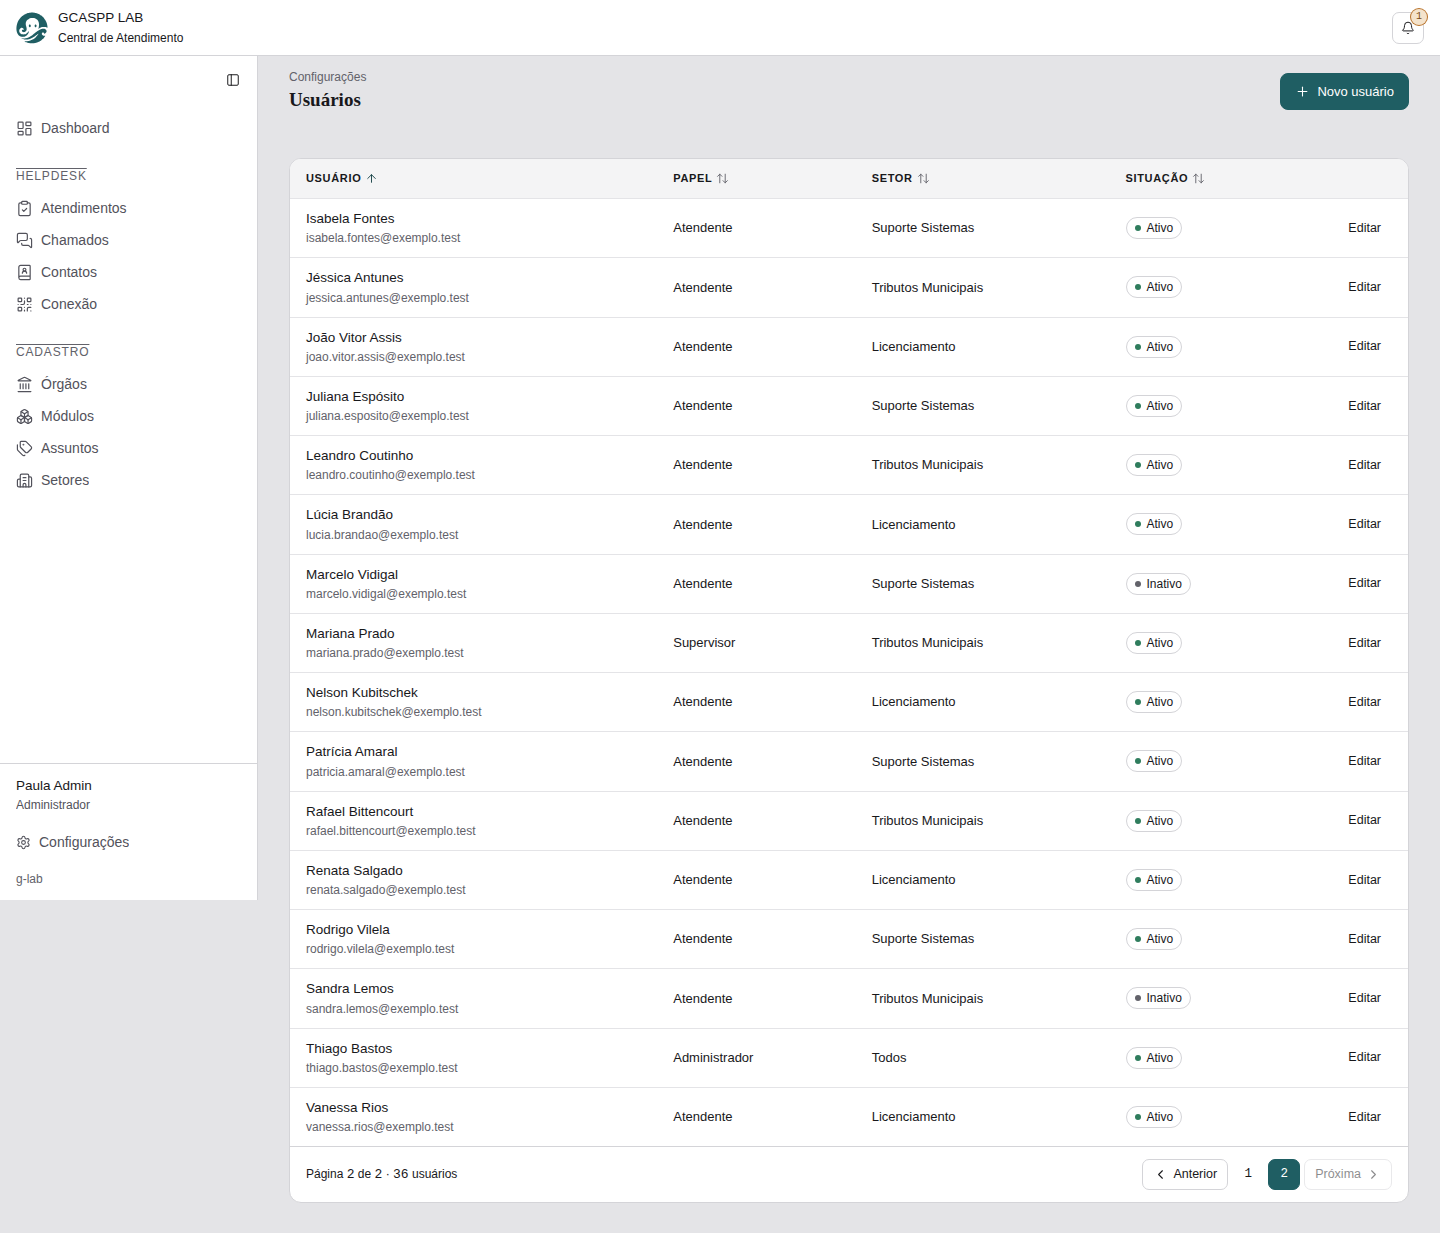 GCASPP LAB
Central de Atendimento
1
Dashboard
HELPDESK
Atendimentos
Chamados
Contatos
Conexão
CADASTRO
Órgãos
Módulos
Assuntos
Setores
Paula Admin
Administrador
Configurações
g-lab
Configurações
Usuários
Novo usuário
USUÁRIO PAPEL SETOR SITUAÇÃO
Isabela Fontes
isabela.fontes@exemplo.test
Atendente Suporte Sistemas Ativo Editar
Jéssica Antunes
jessica.antunes@exemplo.test
Atendente Tributos Municipais Ativo Editar
João Vitor Assis
joao.vitor.assis@exemplo.test
Atendente Licenciamento Ativo Editar
Juliana Espósito
juliana.esposito@exemplo.test
Atendente Suporte Sistemas Ativo Editar
Leandro Coutinho
leandro.coutinho@exemplo.test
Atendente Tributos Municipais Ativo Editar
Lúcia Brandão
lucia.brandao@exemplo.test
Atendente Licenciamento Ativo Editar
Marcelo Vidigal
marcelo.vidigal@exemplo.test
Atendente Suporte Sistemas Inativo Editar
Mariana Prado
mariana.prado@exemplo.test
Supervisor Tributos Municipais Ativo Editar
Nelson Kubitschek
nelson.kubitschek@exemplo.test
Atendente Licenciamento Ativo Editar
Patrícia Amaral
patricia.amaral@exemplo.test
Atendente Suporte Sistemas Ativo Editar
Rafael Bittencourt
rafael.bittencourt@exemplo.test
Atendente Tributos Municipais Ativo Editar
Renata Salgado
renata.salgado@exemplo.test
Atendente Licenciamento Ativo Editar
Rodrigo Vilela
rodrigo.vilela@exemplo.test
Atendente Suporte Sistemas Ativo Editar
Sandra Lemos
sandra.lemos@exemplo.test
Atendente Tributos Municipais Inativo Editar
Thiago Bastos
thiago.bastos@exemplo.test
Administrador Todos Ativo Editar
Vanessa Rios
vanessa.rios@exemplo.test
Atendente Licenciamento Ativo Editar
Página 2 de 2 · 36 usuários
Anterior 1 2 Próxima